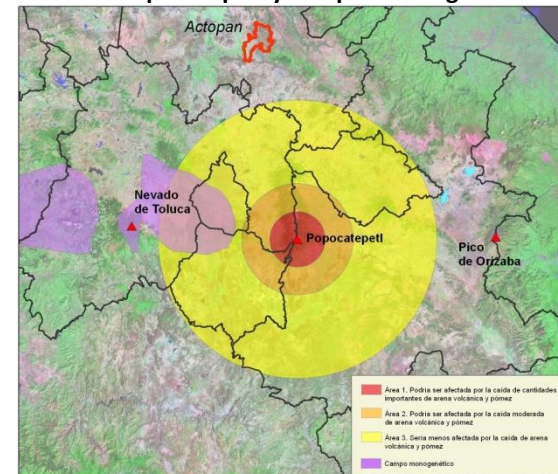 Actopan
Nevado
de Toluca
Popocatepetl
Pico
de Orizaba
Área 1. Podría ser afectada por la caída de cantidades
importantes de arena volcánica y pómez
Área 2. Podría ser afectada por la caída moderada
de arena volcánica y pómez
Área 3. Sería menos afectada por la caída de arena
volcánica y pómez
Campo monogenético